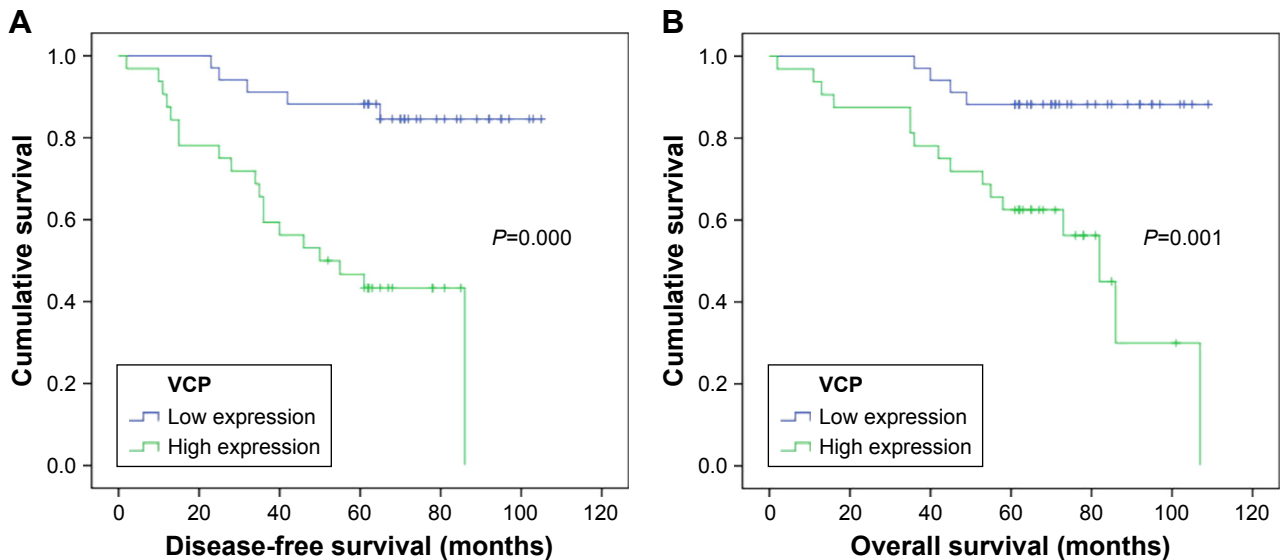 A
Cumulative survival
1.0
0.8
0.6
0.4
0.2
0.0
P=0.000
VCP
Low expression
High expression
0 20 40 60 80 100 120
Disease-free survival (months)
B
Cumulative survival
1.0
0.8
0.6
0.4
0.2
0.0
P=0.001
VCP
Low expression
High expression
0 20 40 60 80 100 120
Overall survival (months)